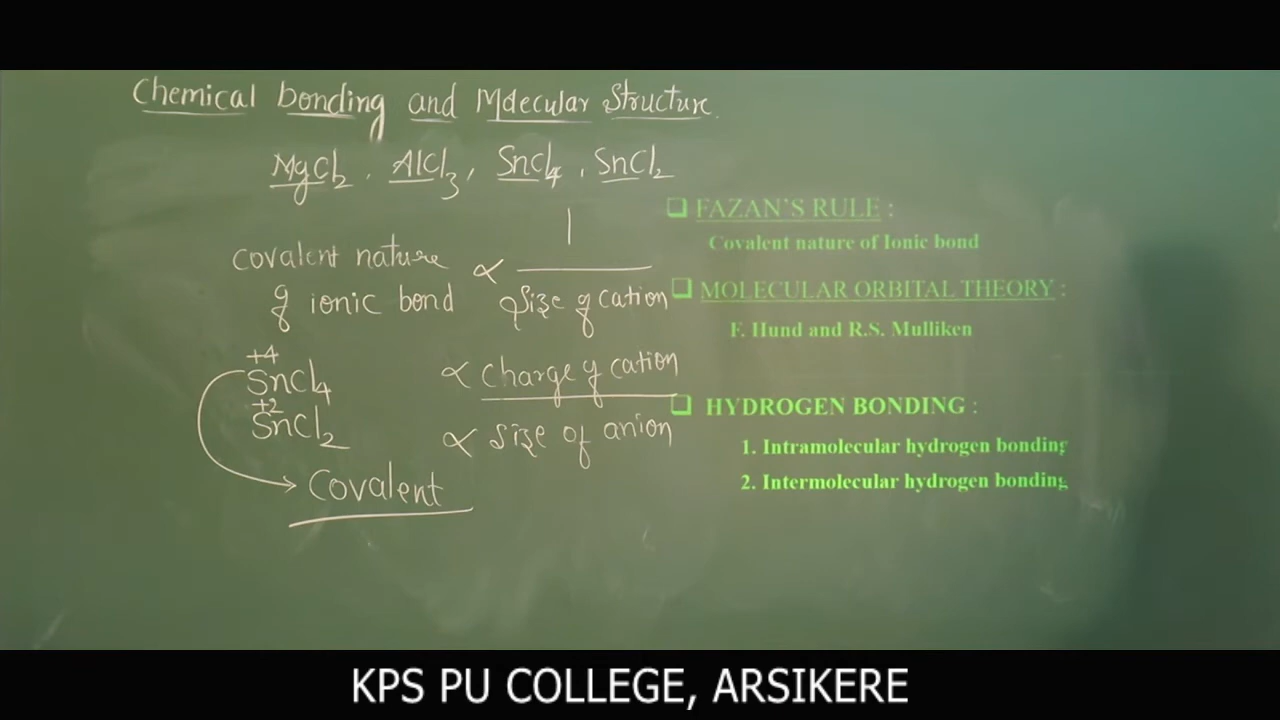 Chemical bonding and Molecular Structure.
MgCl2, AlCl3, SnCl4, SnCl2
covalent nature of ionic bond ∝ 1 / Size of cation
∝ Charge of cation
∝ Size of anion
+4
SnCl4
+2
SnCl2
Covalent
❑ FAZAN'S RULE :
Covalent nature of Ionic bond
❑ MOLECULAR ORBITAL THEORY :
F. Hund and R.S. Mulliken
❑ HYDROGEN BONDING :
1. Intramolecular hydrogen bonding
2. Intermolecular hydrogen bonding
KPS PU COLLEGE, ARSIKERE